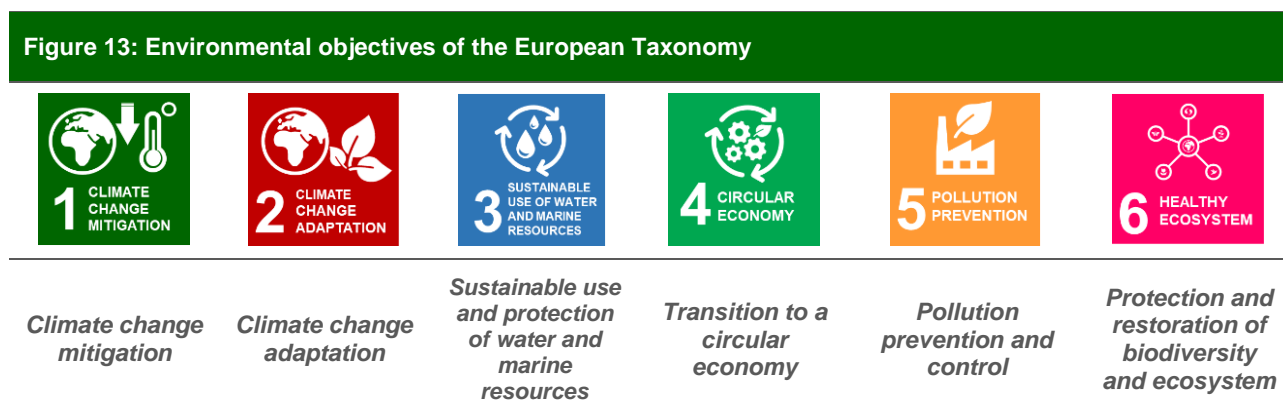 Figure 13: Environmental objectives of the European Taxonomy
1 CLIMATE
CHANGE
MITIGATION
2 CLIMATE
CHANGE
ADAPTATION
3 SUSTAINABLE
USE OF WATER
AND MARINE
RESOURCES
4 CIRCULAR
ECONOMY
5 POLLUTION
PREVENTION
6 HEALTHY
ECOSYSTEM
Climate change
mitigation
Climate change
adaptation
Sustainable use
and protection
of water and
marine
resources
Transition to a
circular
economy
Pollution
prevention and
control
Protection and
restoration of
biodiversity
and ecosystem